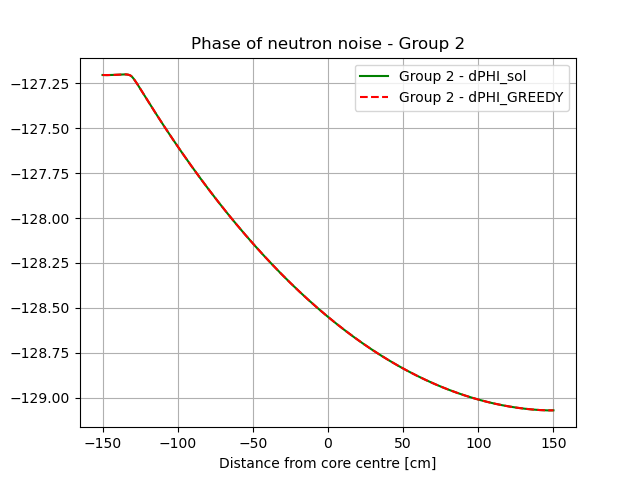 Phase of neutron noise - Group 2
Group 2 - dPHI_sol
Group 2 - dPHI_GREEDY
−127.25
−127.50
−127.75
−128.00
−128.25
−128.50
−128.75
−129.00
−150 −100 −50 0 50 100 150
Distance from core centre [cm]